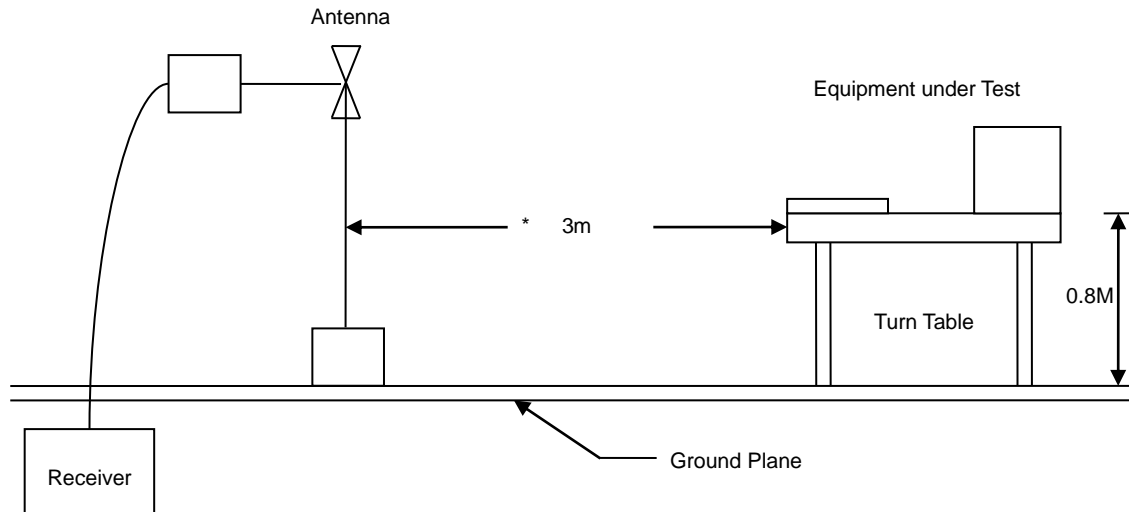 Antenna
Equipment under Test
* 3m
0.8M
Turn Table
Ground Plane
Receiver